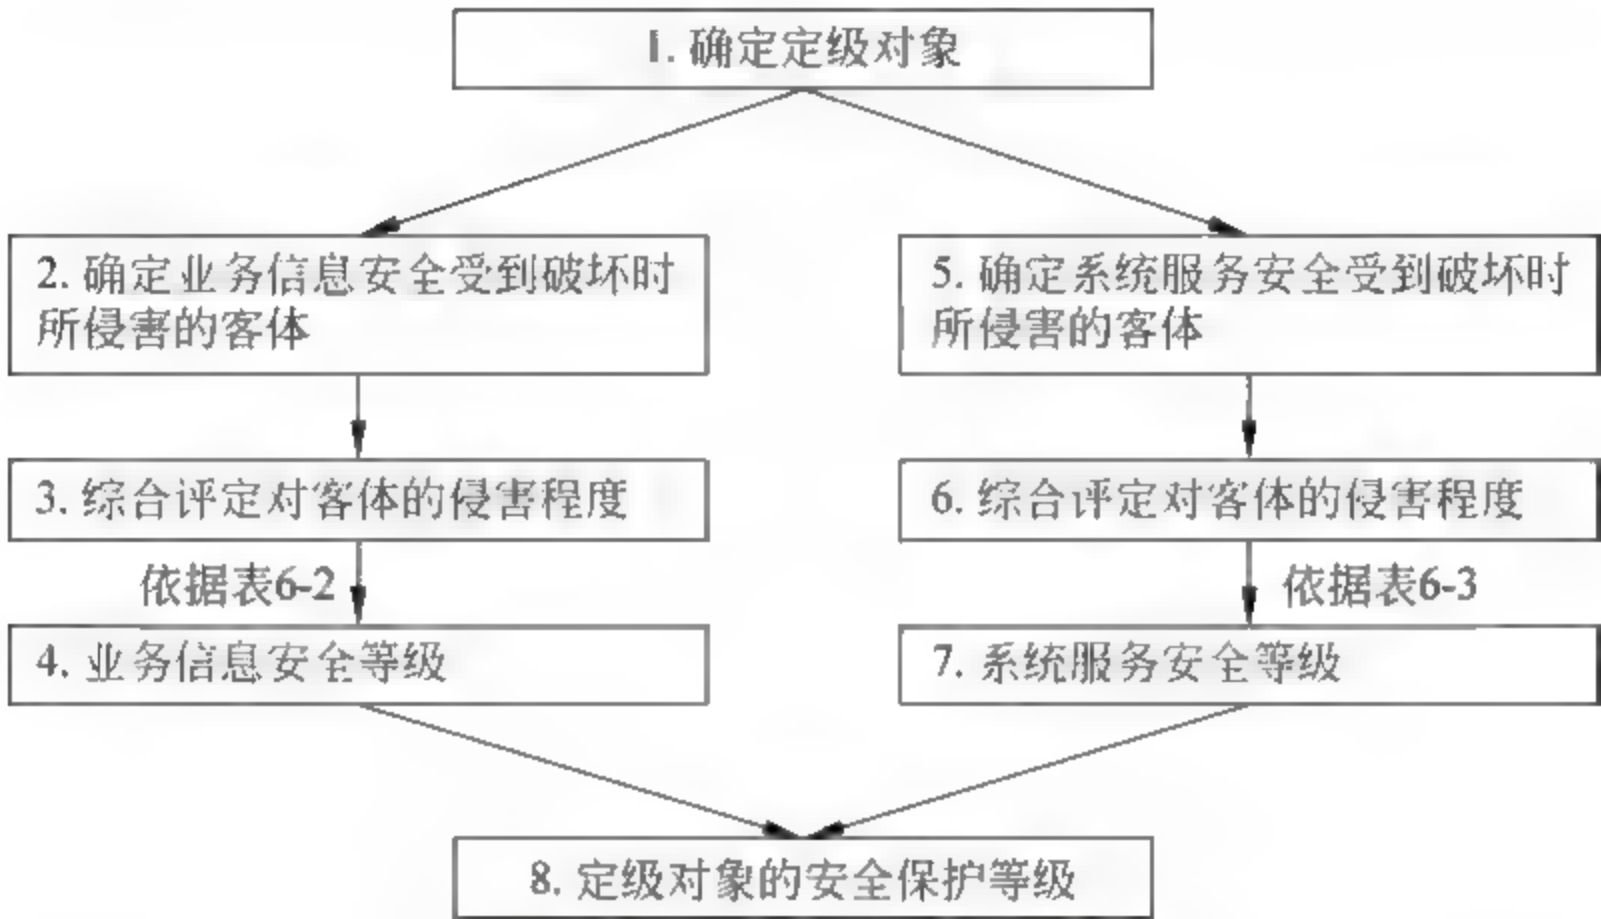 1. 确定定级对象
2. 确定业务信息安全受到破坏时
所侵害的客体
5. 确定系统服务安全受到破坏时
所侵害的客体
3. 综合评定对客体的侵害程度
6. 综合评定对客体的侵害程度
依据表6-2
依据表6-3
4. 业务信息安全等级
7. 系统服务安全等级
8. 定级对象的安全保护等级